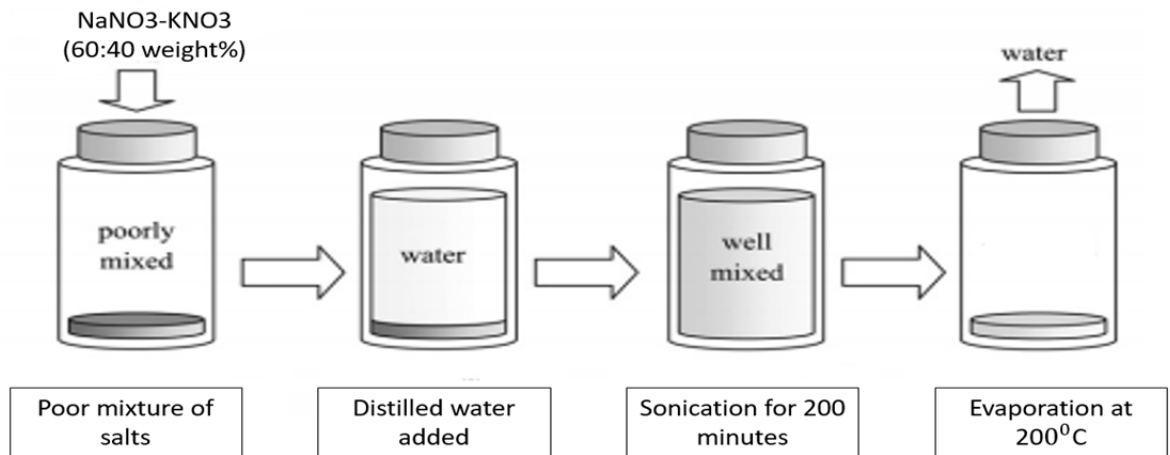 NaNO3-KNO3
(60:40 weight%)
water
poorly
mixed
water
well
mixed
Poor mixture of
salts
Distilled water
added
Sonication for 200
minutes
Evaporation at
200⁰C